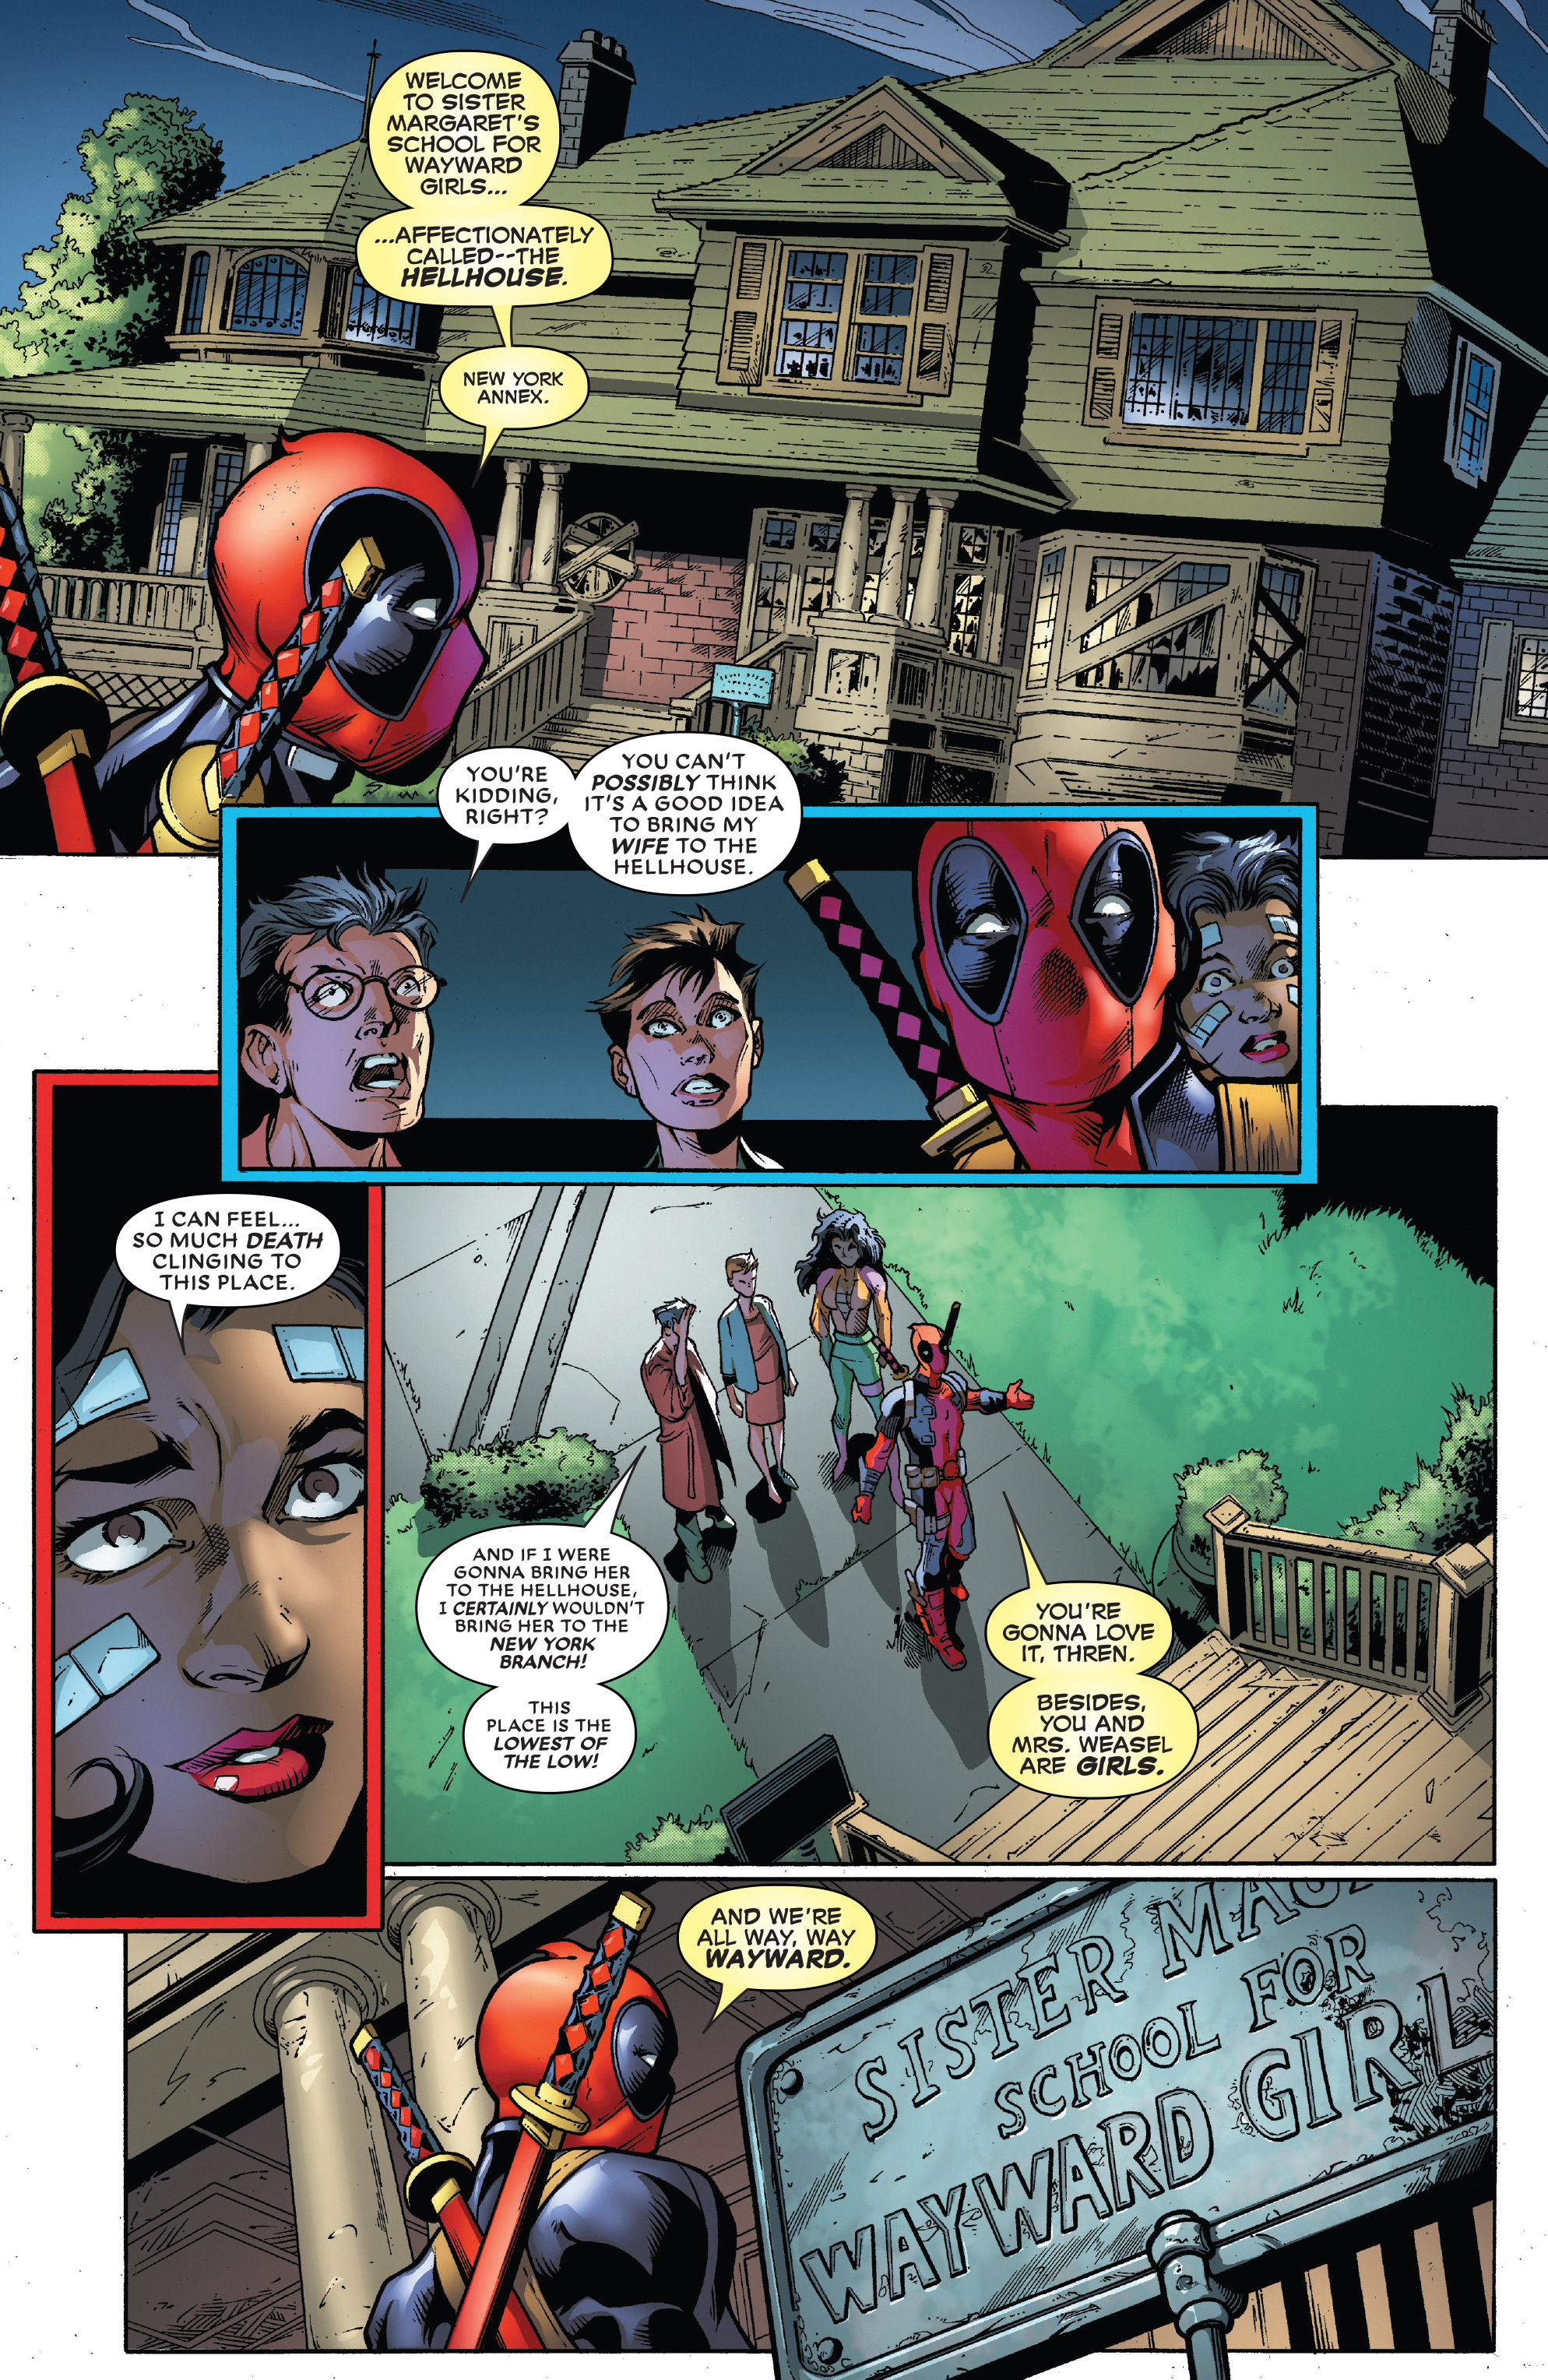 WELCOME
TO SISTER
MARGARET'S
SCHOOL FOR
WAYWARD
GIRLS...
...AFFECTIONATELY
CALLED--THE
HELLHOUSE.
NEW YORK
ANNEX.
YOU'RE
KIDDING,
RIGHT?
YOU CAN'T
POSSIBLY THINK
IT'S A GOOD IDEA
TO BRING MY
WIFE TO THE
HELLHOUSE.
I CAN FEEL...
SO MUCH DEATH
CLINGING TO
THIS PLACE.
AND IF I WERE
GONNA BRING HER
TO THE HELLHOUSE,
I CERTAINLY WOULDN'T
BRING HER TO THE
NEW YORK
BRANCH!
THIS
PLACE IS THE
LOWEST OF
THE LOW!
YOU'RE
GONNA LOVE
IT, THREN.
BESIDES,
YOU AND
MRS. WEASEL
ARE GIRLS.
AND WE'RE
ALL WAY, WAY
WAYWARD.
SISTER
SCHOOL FOR
WAYWARD GIRL